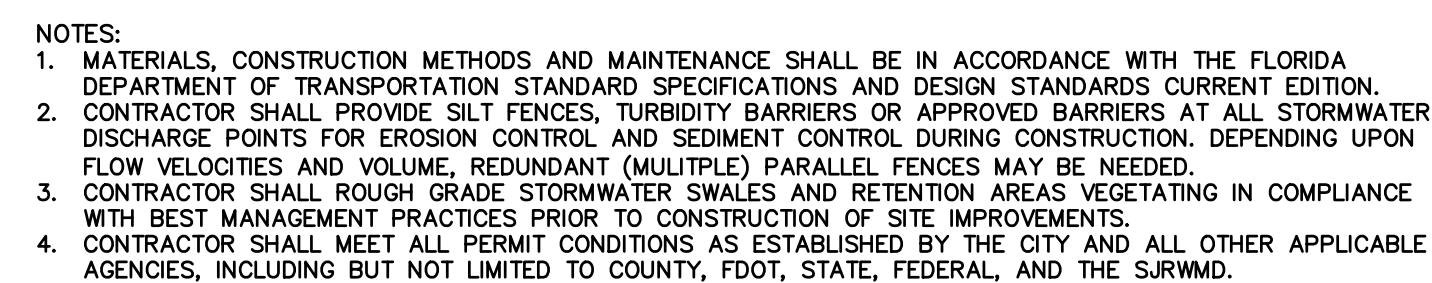 NOTES:
1. MATERIALS, CONSTRUCTION METHODS AND MAINTENANCE SHALL BE IN ACCORDANCE WITH THE FLORIDA
DEPARTMENT OF TRANSPORTATION STANDARD SPECIFICATIONS AND DESIGN STANDARDS CURRENT EDITION.
2. CONTRACTOR SHALL PROVIDE SILT FENCES, TURBIDITY BARRIERS OR APPROVED BARRIERS AT ALL STORMWATER
DISCHARGE POINTS FOR EROSION CONTROL AND SEDIMENT CONTROL DURING CONSTRUCTION. DEPENDING UPON
FLOW VELOCITIES AND VOLUME, REDUNDANT (MULITPLE) PARALLEL FENCES MAY BE NEEDED.
3. CONTRACTOR SHALL ROUGH GRADE STORMWATER SWALES AND RETENTION AREAS VEGETATING IN COMPLIANCE
WITH BEST MANAGEMENT PRACTICES PRIOR TO CONSTRUCTION OF SITE IMPROVEMENTS.
4. CONTRACTOR SHALL MEET ALL PERMIT CONDITIONS AS ESTABLISHED BY THE CITY AND ALL OTHER APPLICABLE
AGENCIES, INCLUDING BUT NOT LIMITED TO COUNTY, FDOT, STATE, FEDERAL, AND THE SJRWMD.